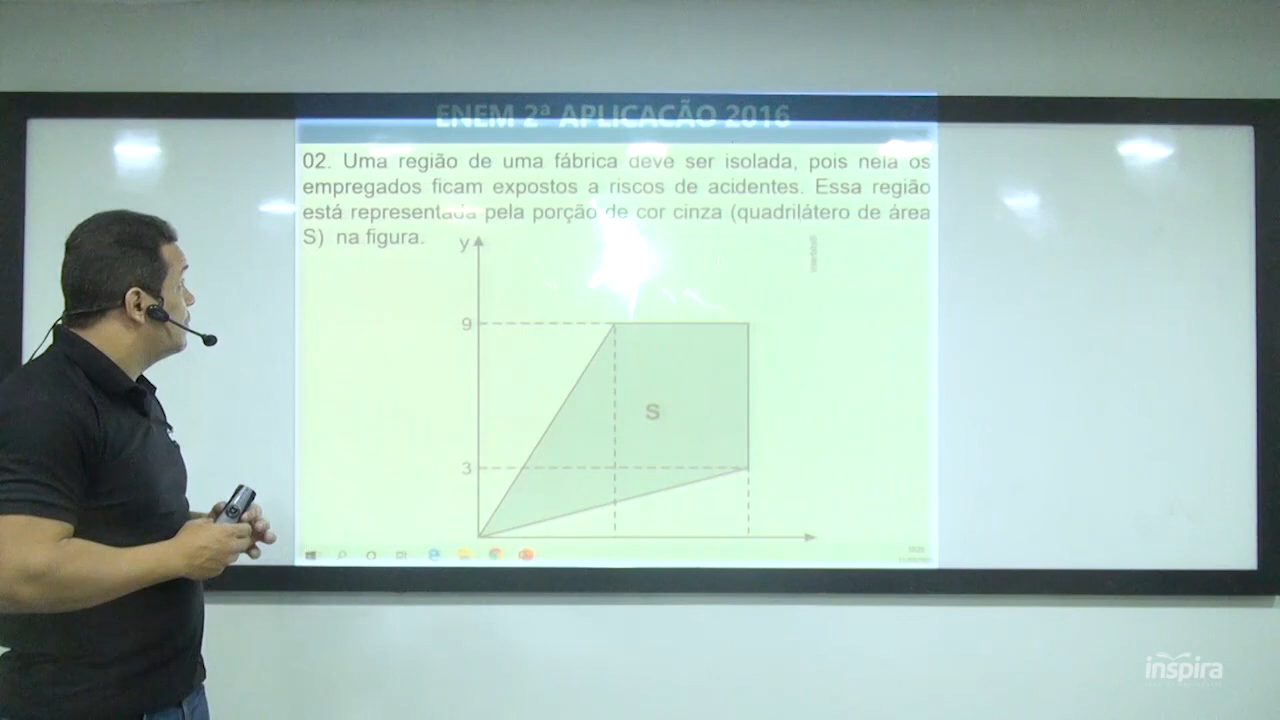 ENEM 2ª APLICAÇÃO 2016
02. Uma região de uma fábrica deve ser isolada, pois nela os
empregados ficam expostos a riscos de acidentes. Essa região
está representada pela porção de cor cinza (quadrilátero de área
S) na figura.
y
9
S
3
inspira